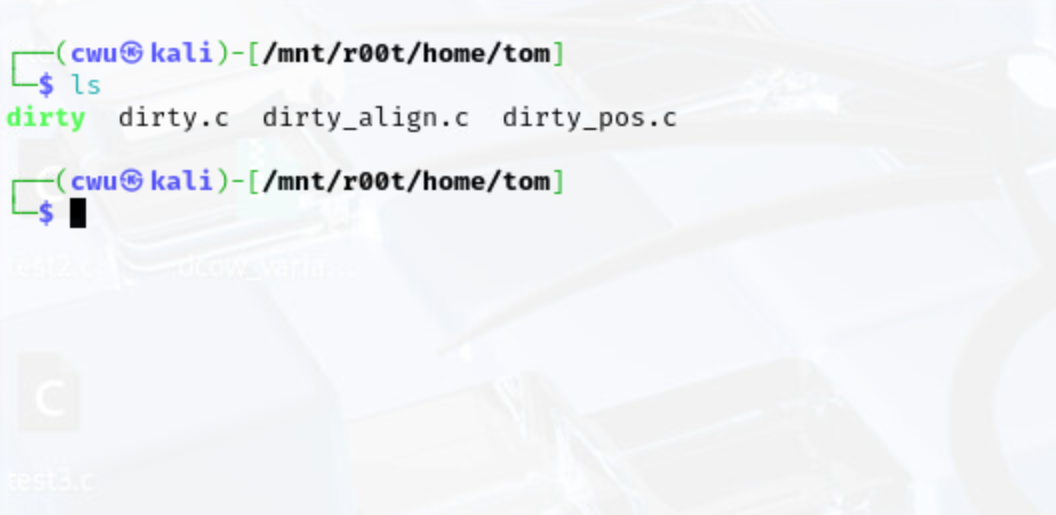 ┌──(cwu㉿kali)-[/mnt/r00t/home/tom]
└─$ ls
dirty  dirty.c  dirty_align.c  dirty_pos.c
┌──(cwu㉿kali)-[/mnt/r00t/home/tom]
└─$
test2.c dcow_varia...
C
test3.c